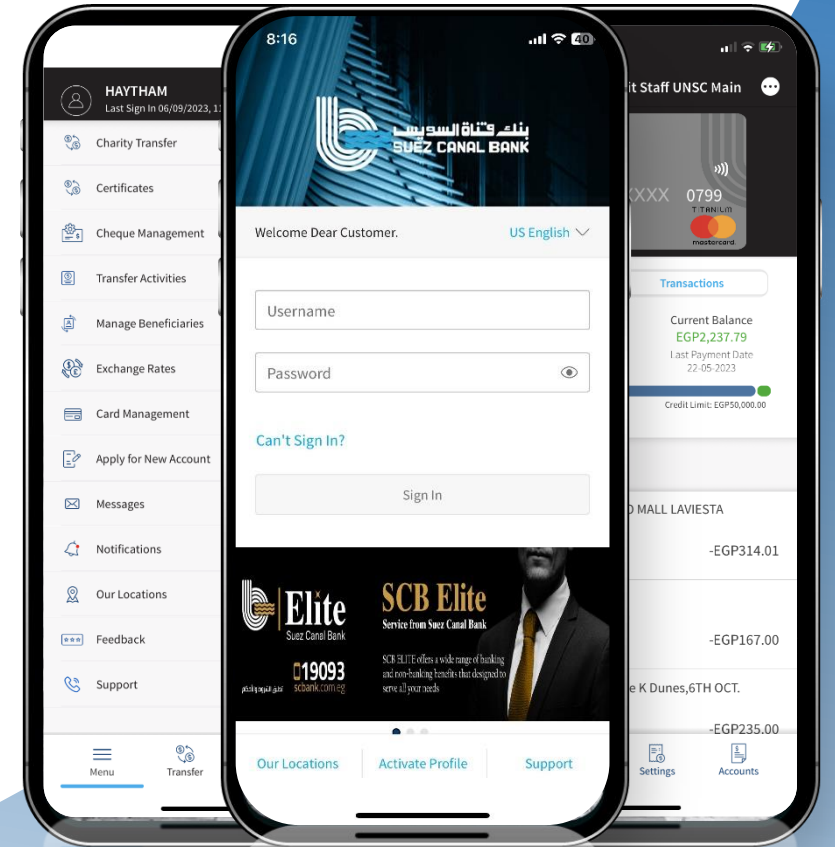 HAYTHAM
Last Sign In 06/09/2023, 1
Charity Transfer
Certificates
Cheque Management
Transfer Activities
Manage Beneficiaries
Exchange Rates
Card Management
Apply for New Account
Messages
Notifications
Our Locations
Feedback
Support
Menu
Transfer
8:16
40
بنك قناة السويس
SUEZ CANAL BANK
Welcome Dear Customer.
US English
Username
Password
Can't Sign In?
Sign In
Elite
Suez Canal Bank
19093
تطبق الشروط والأحكام
scbank.com.eg
SCB Elite
Service from Suez Canal Bank
SCB ELITE offers a wide range of banking
and non-banking benefits that designed to
serve all your needs
Our Locations
Activate Profile
Support
it Staff UNSC Main
XXX 0799
TITANIUM
mastercard.
Transactions
Current Balance
EGP2,237.79
Last Payment Date
22-05-2023
Credit Limit: EGP50,000.00
MALL LAVIESTA
-EGP314.01
-EGP167.00
e K Dunes,6TH OCT.
-EGP235.00
Settings
Accounts